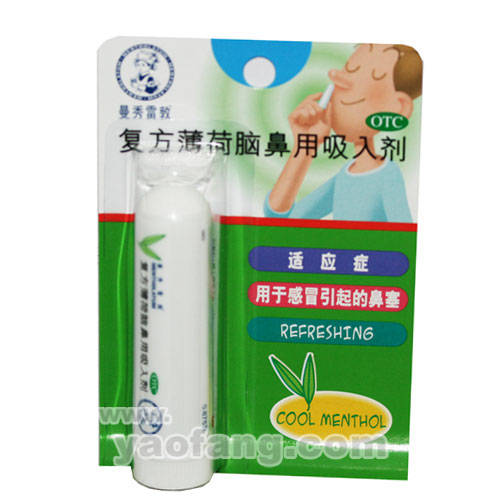 曼秀雷敦
OTC
复方薄荷脑鼻用吸入剂
适应症
用于感冒引起的鼻塞
REFRESHING
COOL MENTHOL
复方薄荷脑鼻用吸入剂
OTC
www.
yaofang.com